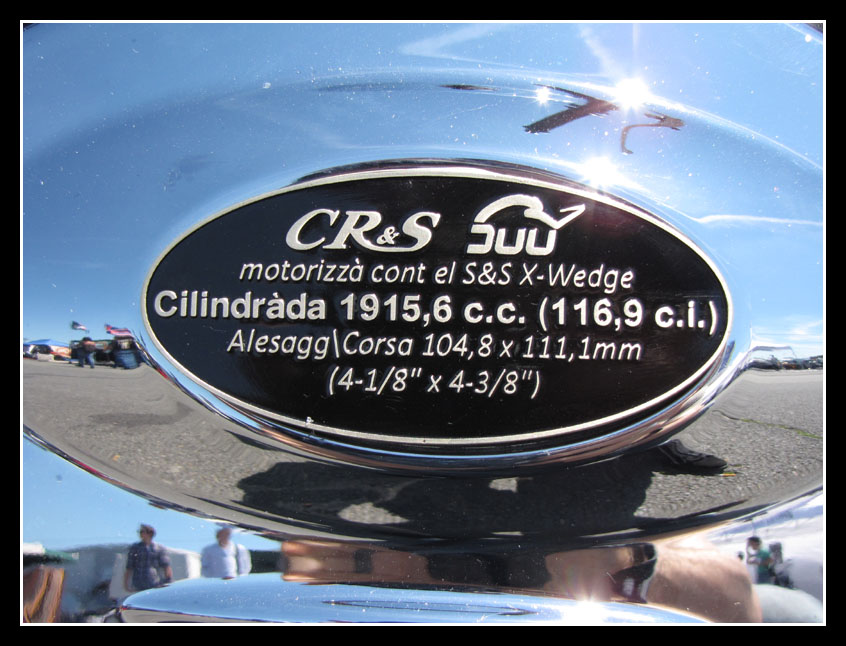 CR&S DUU
motorizzà cont el S&S X-Wedge
Cilindràda 1915,6 c.c. (116,9 c.i.)
Alesagg\Corsa 104,8 x 111,1mm
(4-1/8" x 4-3/8")